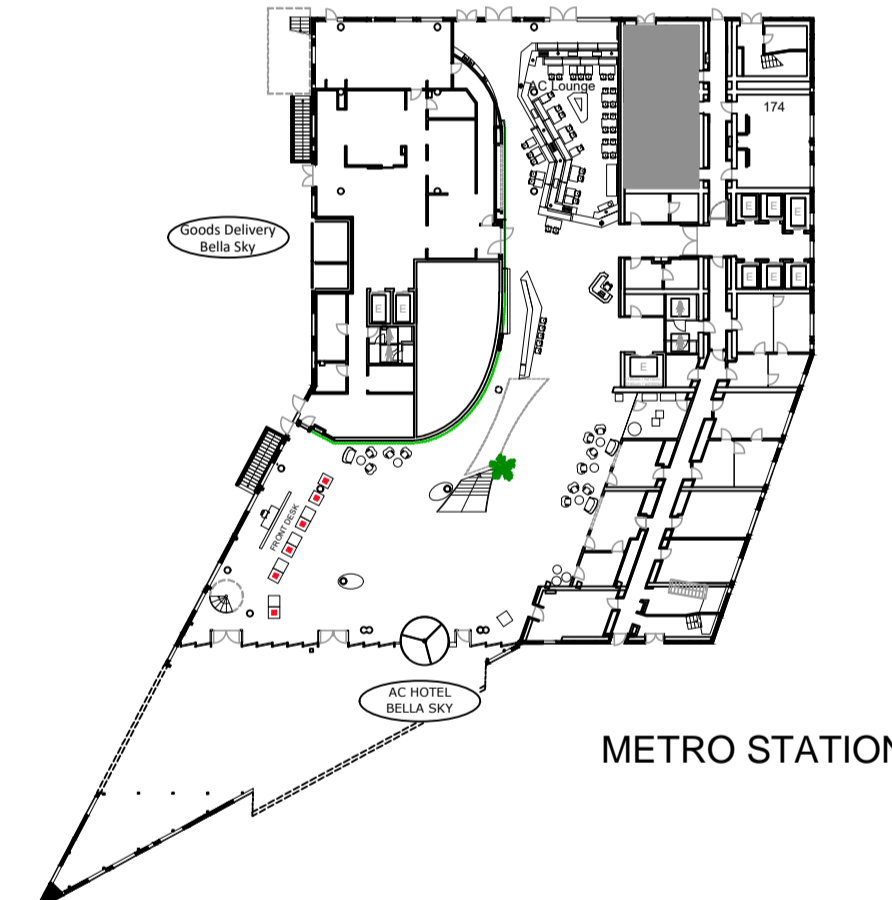 AC Lounge
174
Goods Delivery
Bella Sky
E
E
E
E
E
E
E
E
E
FRONT DESK
AC HOTEL
BELLA SKY
METRO STATION